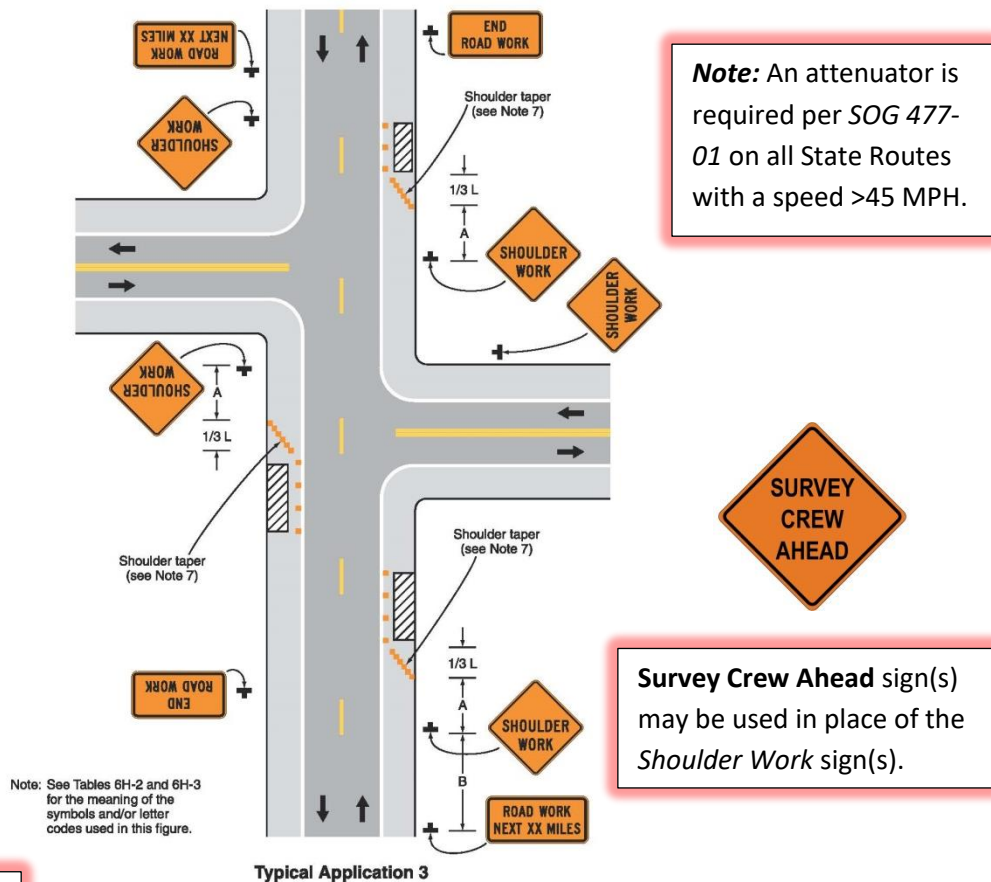 ROAD WORK
NEXT XX MILES
END
ROAD WORK
Note: An attenuator is
required per SOG 477-
01 on all State Routes
with a speed >45 MPH.
SHOULDER
WORK
Shoulder taper
(see Note 7)
1/3 L
A
SHOULDER
WORK
SHOULDER
WORK
SHOULDER
WORK
A
1/3 L
SURVEY
CREW
AHEAD
Shoulder taper
(see Note 7)
Shoulder taper
(see Note 7)
1/3 L
A
SHOULDER
WORK
B
END
ROAD WORK
Survey Crew Ahead sign(s)
may be used in place of the
Shoulder Work sign(s).
Note: See Tables 6H-2 and 6H-3
for the meaning of the
symbols and/or letter
codes used in this figure.
ROAD WORK
NEXT XX MILES
Typical Application 3